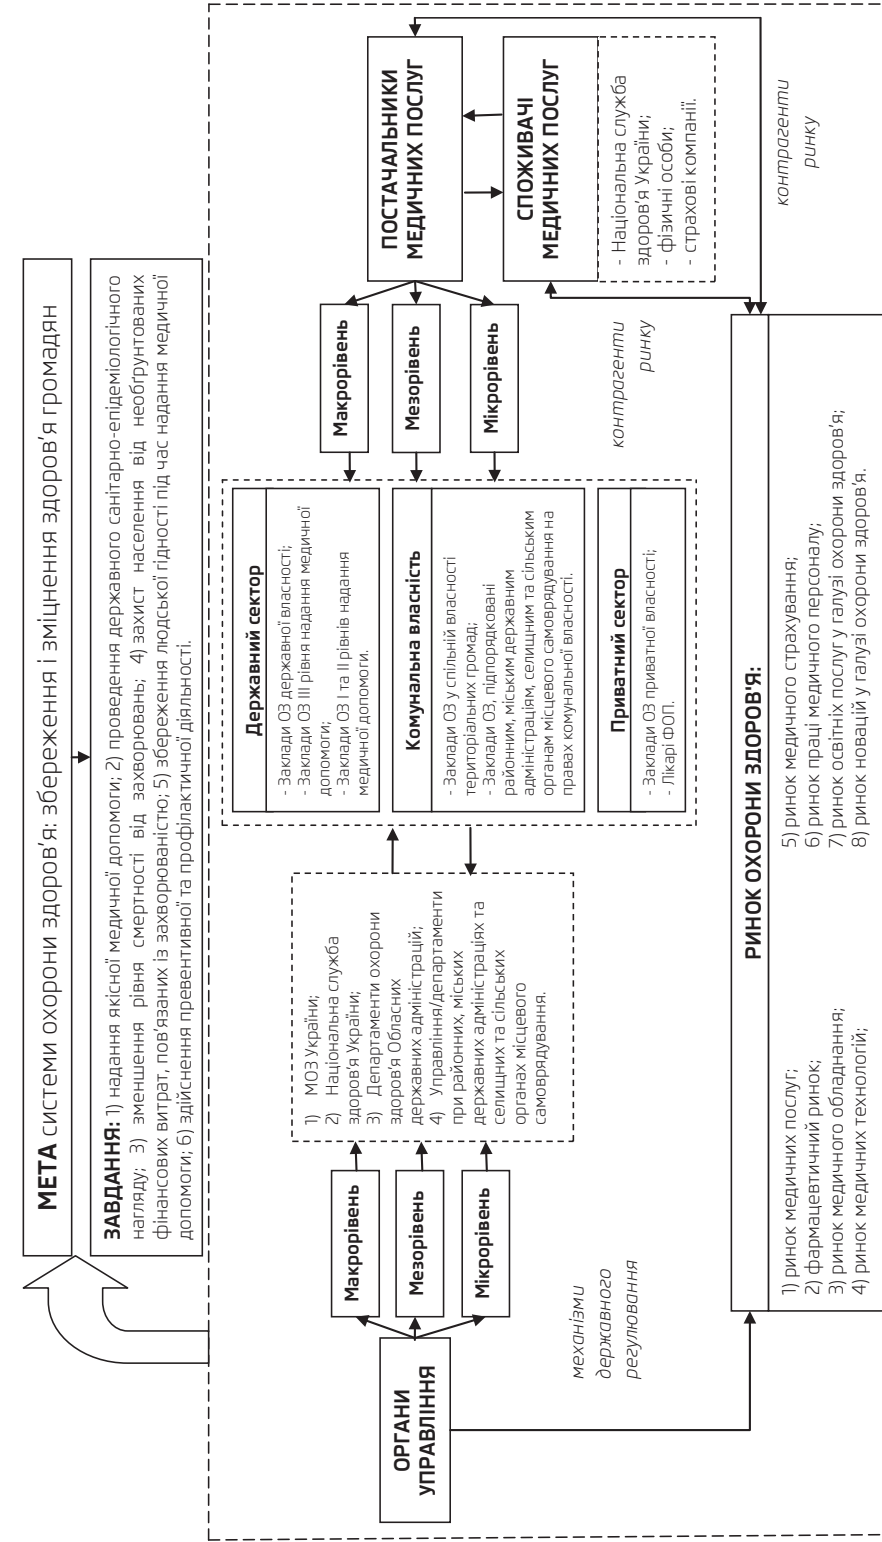 МЕТА системи охорони здоров'я: збереження і зміцнення здоров'я громадян
ЗАВДАННЯ: 1) надання якісної медичної допомоги; 2) проведення державного санітарно-епідеміологічного
нагляду; 3) зменшення рівня смертності від захворювань; 4) захист населення від необґрунтованих
фінансових витрат, пов'язаних із захворюваністю; 5) збереження людської гідності під час надання медичної
допомоги; 6) здійснення превентивної та профілактичної діяльності.
ОРГАНИ
УПРАВЛІННЯ
Макрорівень
Мезорівень
Мікрорівень
механізми
державного
регулювання
1) МОЗ України;
2) Національна служба
здоров'я України;
3) Департаменти охорони
здоров'я Обласних
державних адміністрацій;
4) Управління/департаменти
при районних, міських
державних адміністраціях та
селищних та сільських
органах місцевого
самоврядування.
Державний сектор
- Заклади ОЗ державної власності;
- Заклади ОЗ ІІІ рівня надання медичної
допомоги;
- Заклади ОЗ І та ІІ рівнів надання
медичної допомоги.
Комунальна власність
- Заклади ОЗ у спільній власності
територіальних громад;
- Заклади ОЗ, підпорядковані
районним, міським державним
адміністраціям, селищним та сільським
органам місцевого самоврядування на
правах комунальної власності.
Приватний сектор
- Заклади ОЗ приватної власності;
- Лікарі ФОП.
Макрорівень
Мезорівень
Мікрорівень
контрагенти
ринку
ПОСТАЧАЛЬНИКИ
МЕДИЧНИХ ПОСЛУГ
СПОЖИВАЧІ
МЕДИЧНИХ ПОСЛУГ
- Національна служба
здоров'я України;
- фізичні особи;
- страхові компанії.
контрагенти
ринку
РИНОК ОХОРОНИ ЗДОРОВ'Я:
1) ринок медичних послуг;
2) фармацевтичний ринок;
3) ринок медичного обладнання;
4) ринок медичних технологій;
5) ринок медичного страхування;
6) ринок праці медичного персоналу;
7) ринок освітніх послуг у галузі охорони здоров'я;
8) ринок новацій у галузі охорони здоров'я.